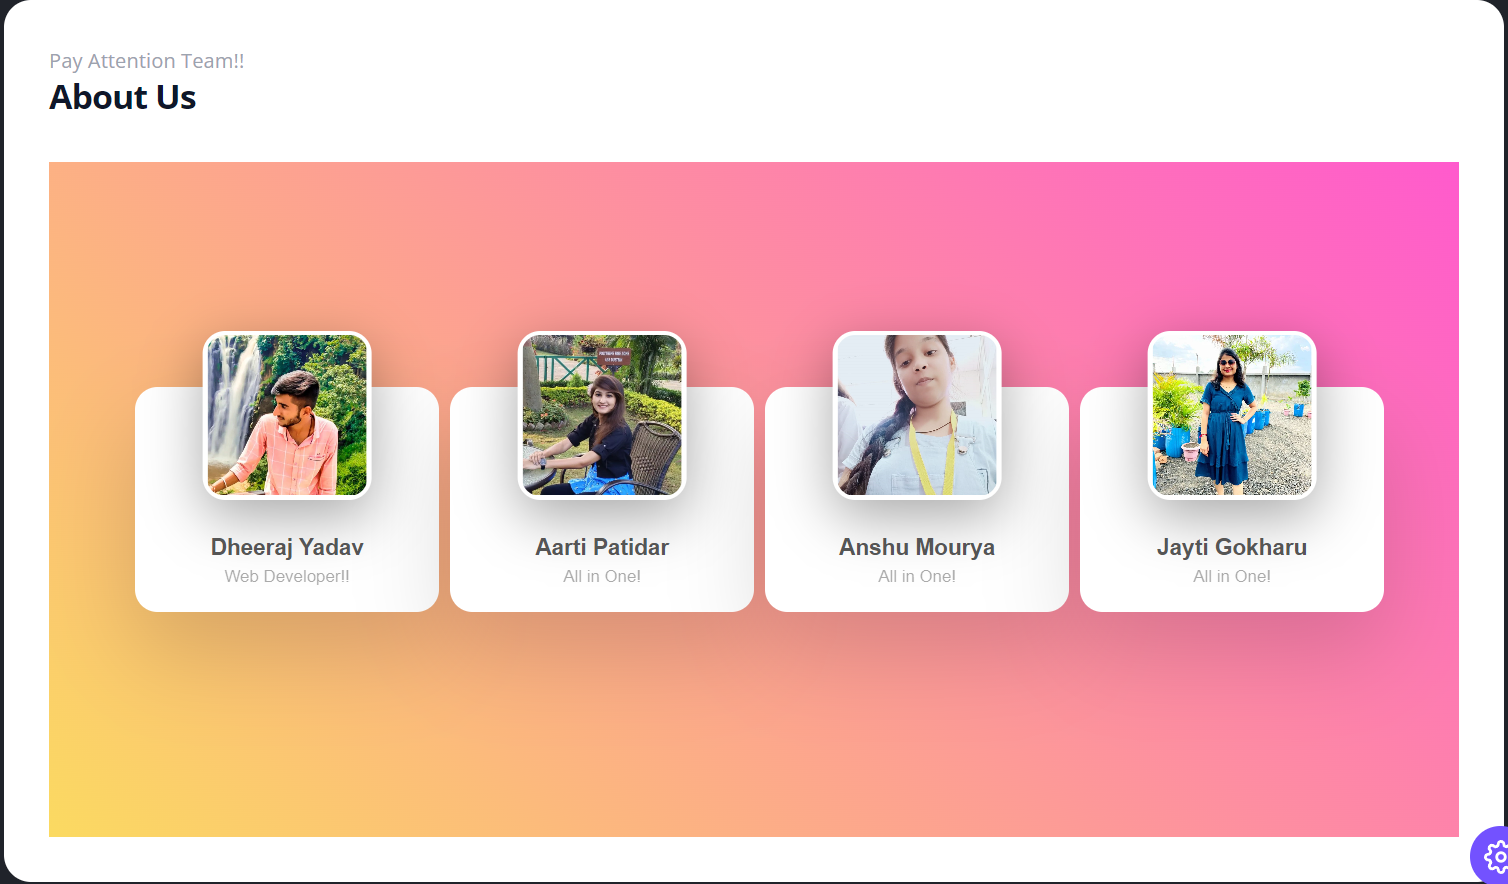 Pay Attention Team!!
About Us
Dheeraj Yadav
Web Developer!!
Aarti Patidar
All in One!
Anshu Mourya
All in One!
Jayti Gokharu
All in One!